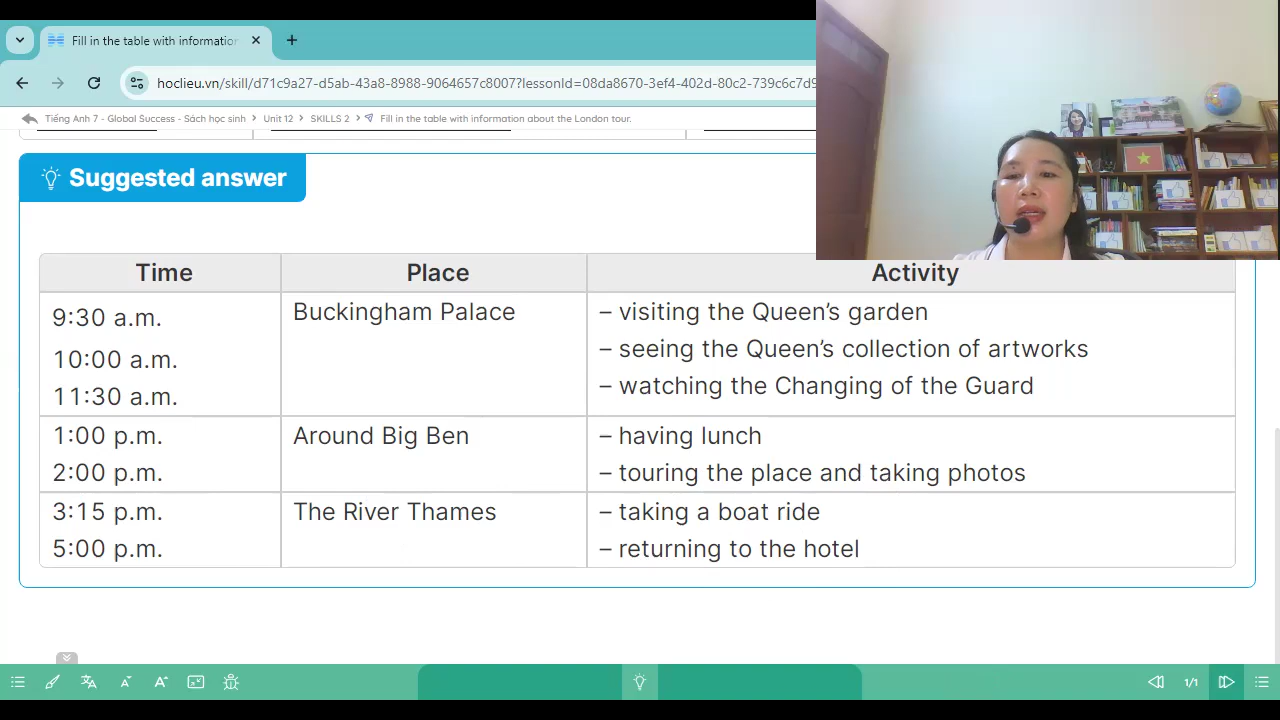 Fill in the table with informatio
hoclieu.vn/skill/d71c9a27-d5ab-43a8-8988-9064657c8007?lessonId=08da8670-3ef4-402d-80c2-739c6c7d9
Tiếng Anh 7 - Global Success - Sách học sinh > Unit 12 > SKILLS 2 > Fill in the table with information about the London tour.
Suggested answer
Time Place Activity
9:30 a.m. Buckingham Palace – visiting the Queen's garden
10:00 a.m. – seeing the Queen's collection of artworks
11:30 a.m. – watching the Changing of the Guard
1:00 p.m. Around Big Ben – having lunch
2:00 p.m. – touring the place and taking photos
3:15 p.m. The River Thames – taking a boat ride
5:00 p.m. – returning to the hotel
1/1